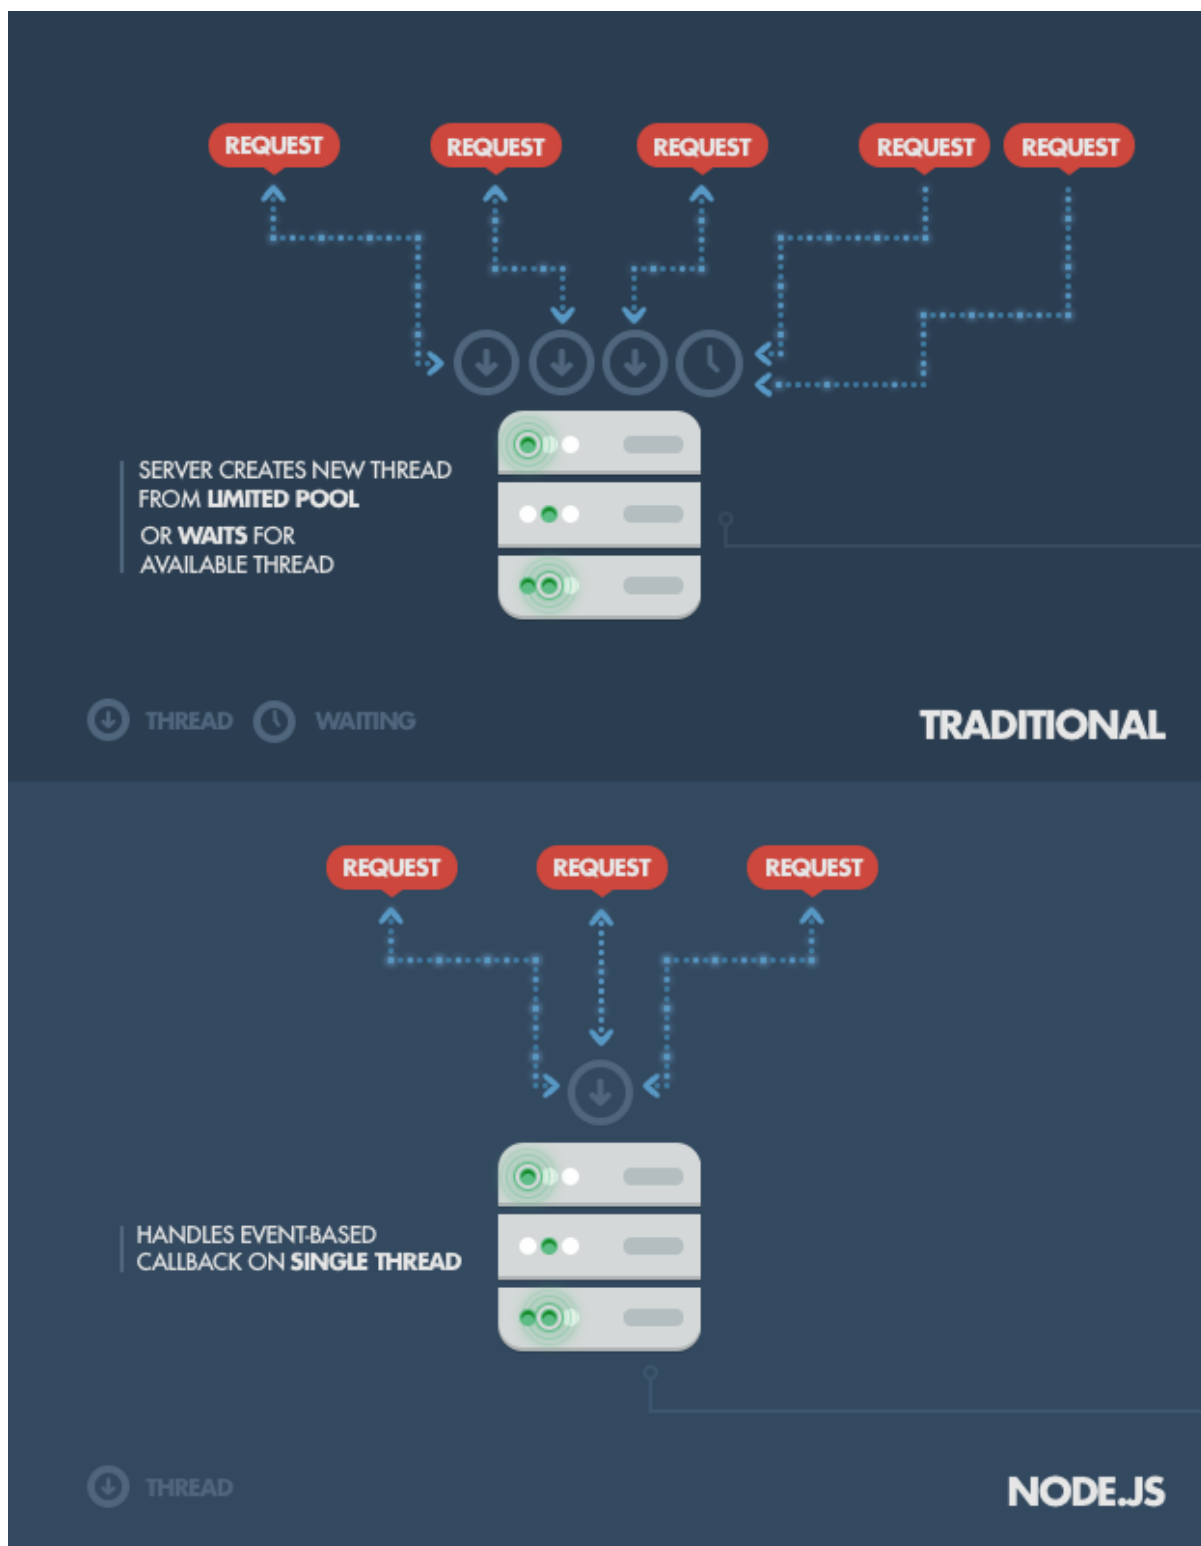 REQUEST
REQUEST
REQUEST
REQUEST
REQUEST
SERVER CREATES NEW THREAD
FROM LIMITED POOL
OR WAITS FOR
AVAILABLE THREAD
THREAD
WAITING
TRADITIONAL
REQUEST
REQUEST
REQUEST
HANDLES EVENT-BASED
CALLBACK ON SINGLE THREAD
THREAD
NODE.JS